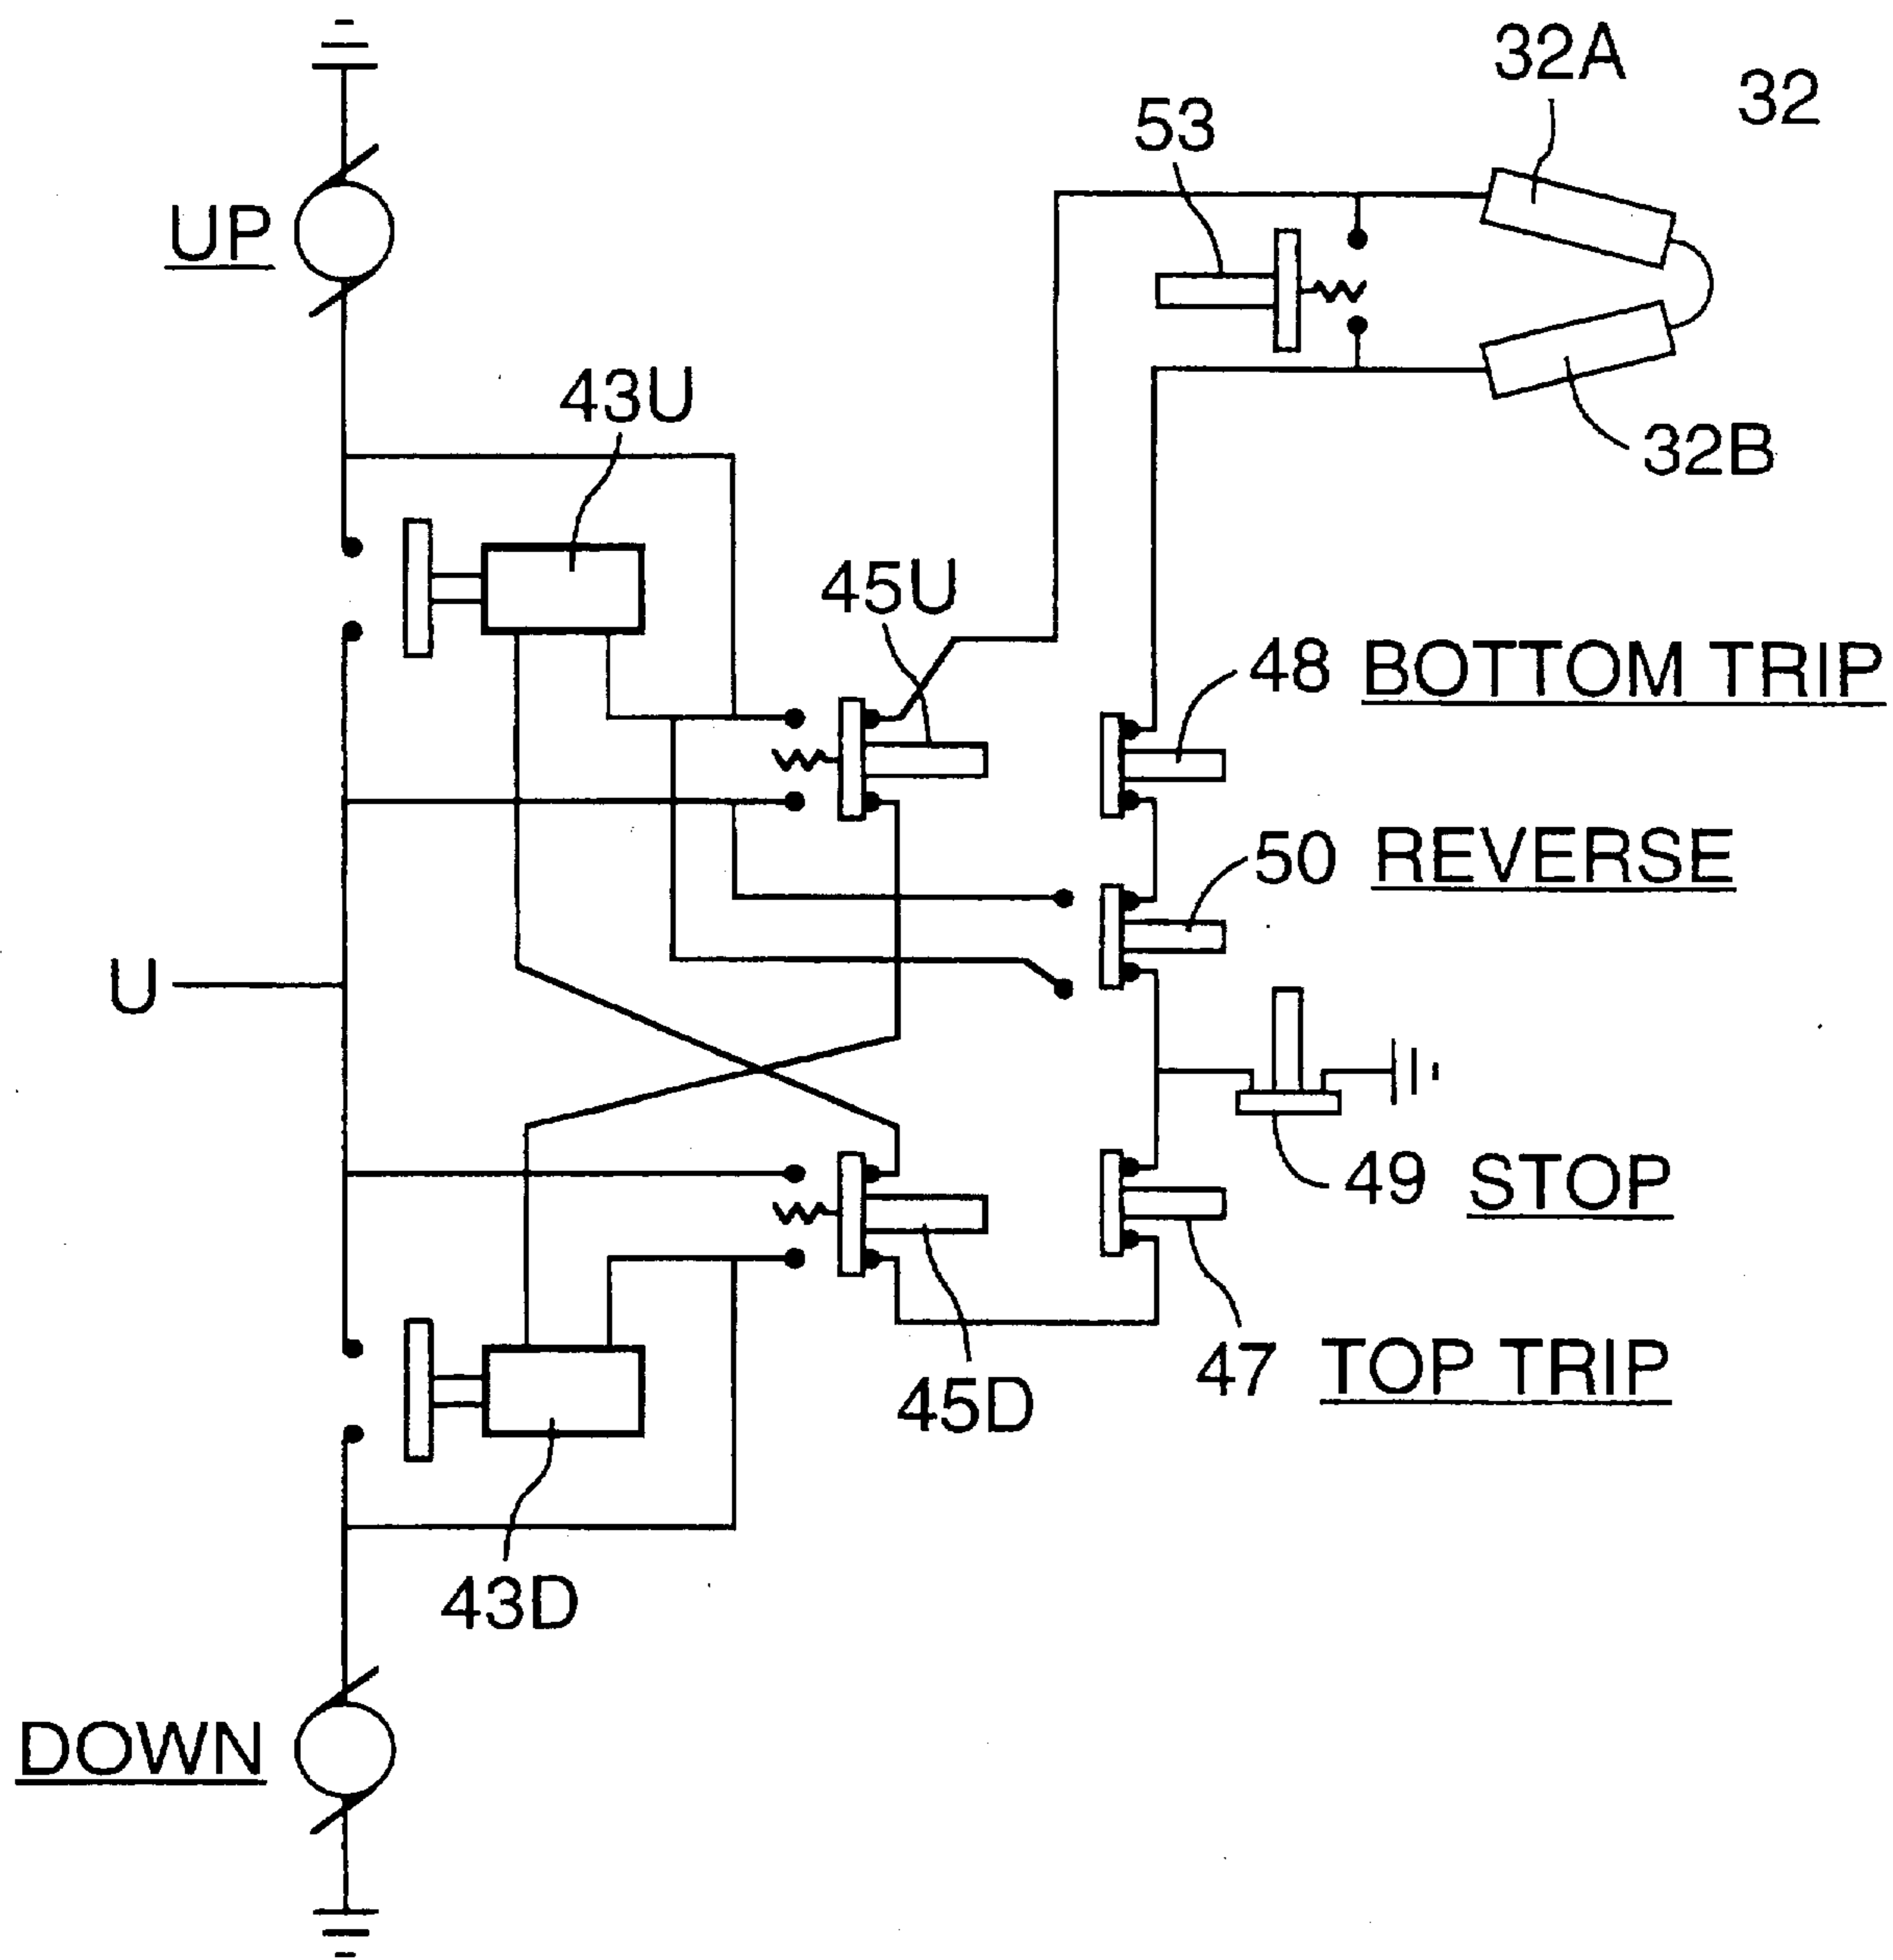 32A
32
53
UP
43U
32B
45U
48 BOTTOM TRIP
50 REVERSE
U
49 STOP
47 TOP TRIP
45D
43D
DOWN